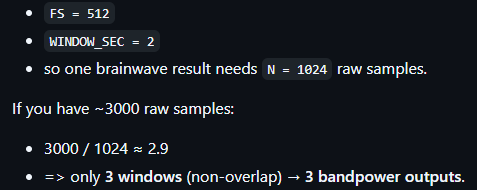 • FS = 512
• WINDOW_SEC = 2
• so one brainwave result needs N = 1024 raw samples.
If you have ~3000 raw samples:
• 3000 / 1024 ≈ 2.9
• => only 3 windows (non-overlap) → 3 bandpower outputs.